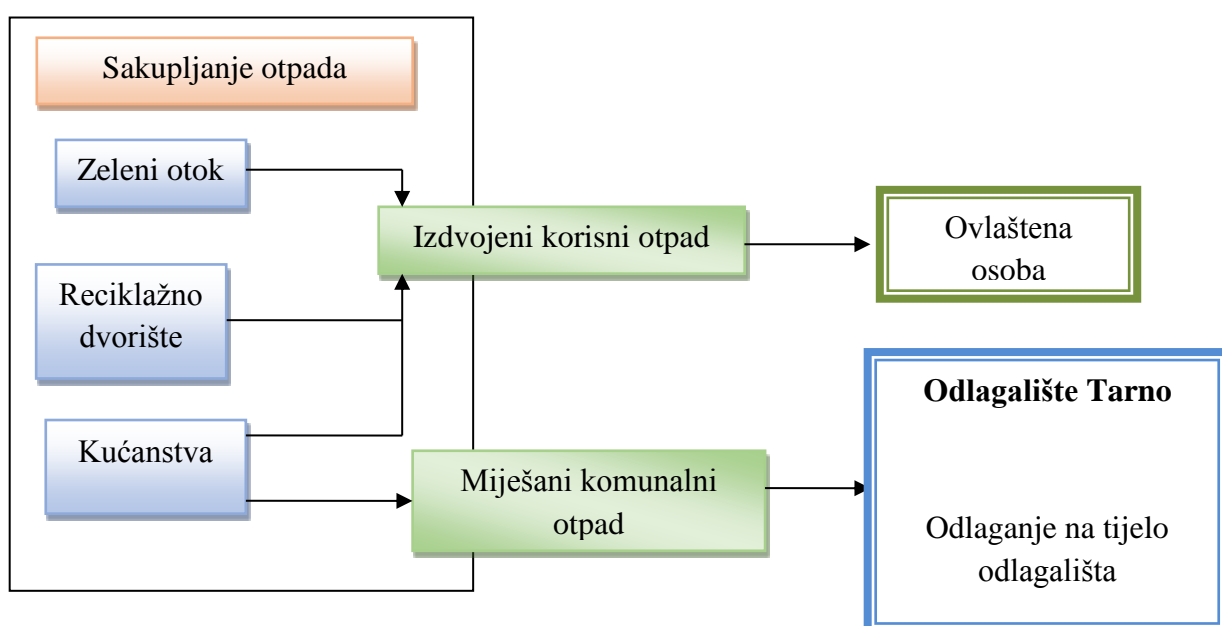 Sakupljanje otpada
Zeleni otok
Izdvojeni korisni otpad
Ovlaštena
osoba
Reciklažno
dvorište
Kućanstva
Miješani komunalni
otpad
Odlagalište Tarno
Odlaganje na tijelo
odlagališta